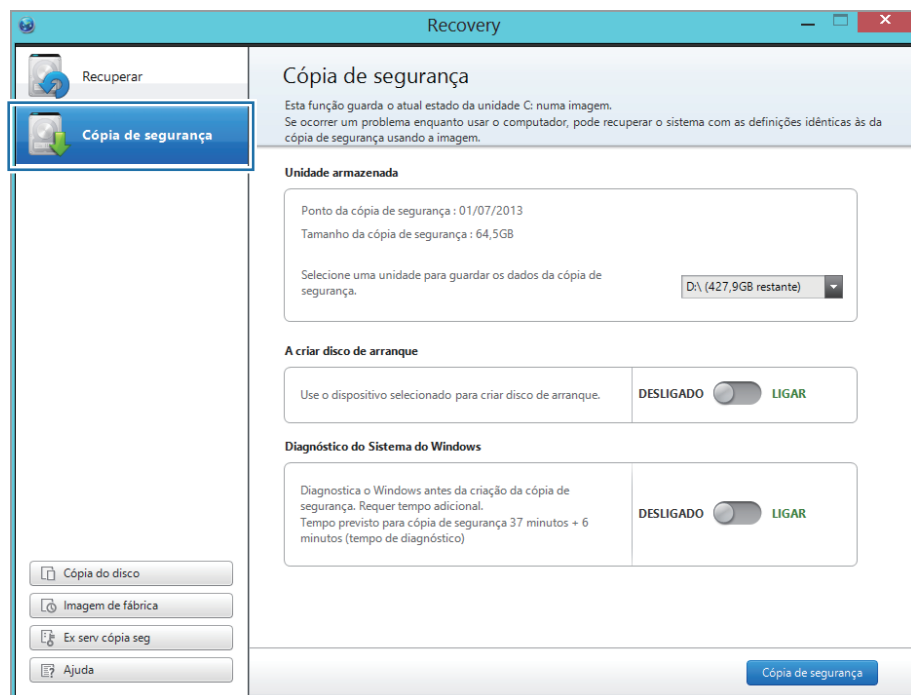 Recovery
Recuperar
Cópia de segurança
Cópia de segurança
Esta função guarda o atual estado da unidade C: numa imagem.
Se ocorrer um problema enquanto usar o computador, pode recuperar o sistema com as definições idênticas às da
cópia de segurança usando a imagem.
Unidade armazenada
Ponto da cópia de segurança : 01/07/2013
Tamanho da cópia de segurança : 64,5GB
Selecione uma unidade para guardar os dados da cópia de
segurança.
D:\ (427,9GB restante)
A criar disco de arranque
Use o dispositivo selecionado para criar disco de arranque.
DESLIGADO LIGAR
Diagnóstico do Sistema do Windows
Diagnostica o Windows antes da criação da cópia de
segurança. Requer tempo adicional.
Tempo previsto para cópia de segurança 37 minutos + 6
minutos (tempo de diagnóstico)
DESLIGADO LIGAR
Cópia do disco
Imagem de fábrica
Ex serv cópia seg
Ajuda
Cópia de segurança